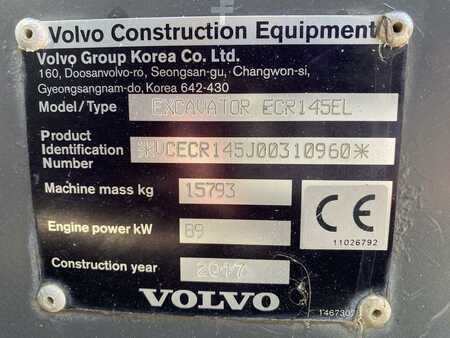 Volvo Construction Equipment
Volvo Group Korea Co. Ltd.
160, Doosanvolvo-ro, Seongsan-gu, Changwon-si,
Gyeongsangnam-do, Korea 642-430
Model/Type EXCAVATOR ECR145EL
Product
Identification
Number
Machine mass kg 15793
Engine power kW 89
Construction year 2017
CE
11026792
VOLVO